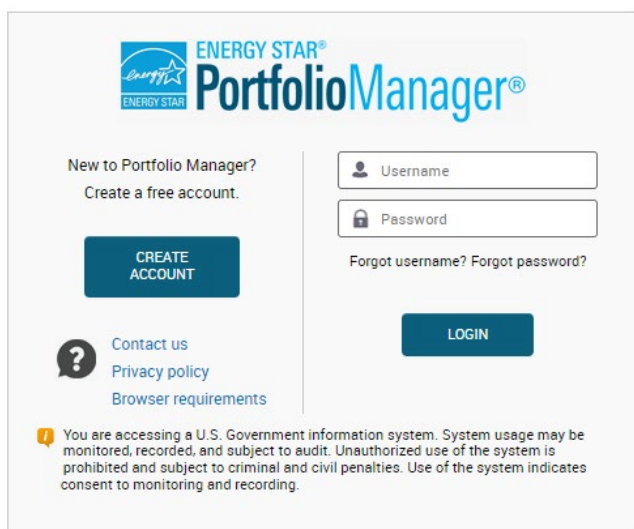 energy
ENERGY STAR
ENERGY STAR®
PortfolioManager®
New to Portfolio Manager?
Create a free account.
CREATE
ACCOUNT
?
Contact us
Privacy policy
Browser requirements
Username
Password
Forgot username? Forgot password?
LOGIN
You are accessing a U.S. Government information system. System usage may be
monitored, recorded, and subject to audit. Unauthorized use of the system is
prohibited and subject to criminal and civil penalties. Use of the system indicates
consent to monitoring and recording.